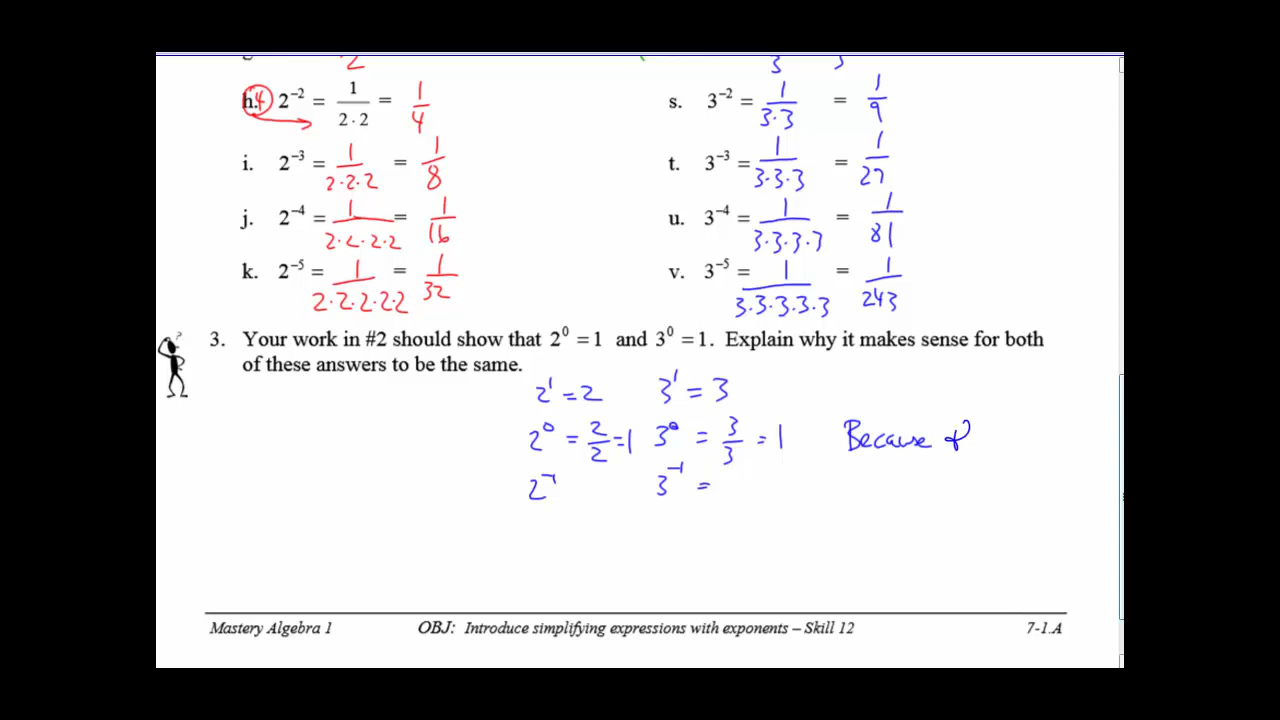 2 3 3
h. 4 2⁻² = 1/(2 · 2) = 1/4 s. 3⁻² = 1/(3·3) = 1/9
i. 2⁻³ = 1/(2·2·2) = 1/8 t. 3⁻³ = 1/(3·3·3) = 1/27
j. 2⁻⁴ = 1/(2·2·2·2) = 1/16 u. 3⁻⁴ = 1/(3·3·3·3) = 1/81
k. 2⁻⁵ = 1/(2·2·2·2·2) = 1/32 v. 3⁻⁵ = 1/(3·3·3·3·3) = 1/243
3. Your work in #2 should show that 2⁰ = 1 and 3⁰ = 1. Explain why it makes sense for both
of these answers to be the same.
2¹ = 2 3¹ = 3
2⁰ = 2/2 = 1 3⁰ = 3/3 = 1 Because
2⁻¹ 3⁻¹ =
Mastery Algebra 1 OBJ: Introduce simplifying expressions with exponents – Skill 12 7-1.A